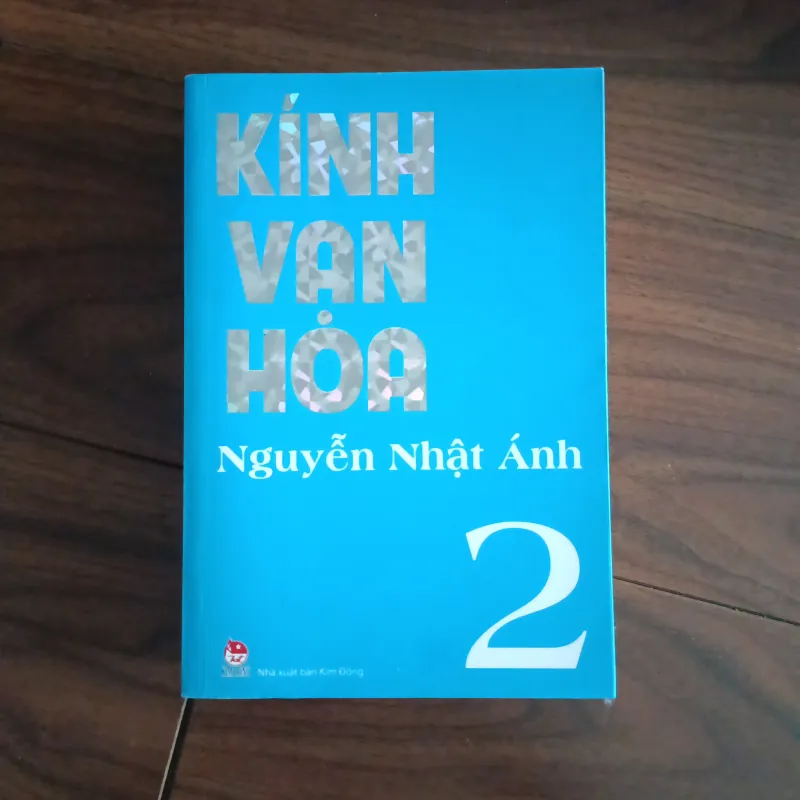 KÍNH
VẠN
HOA
Nguyễn Nhật Ánh
2
Nhà xuất bản Kim Đồng